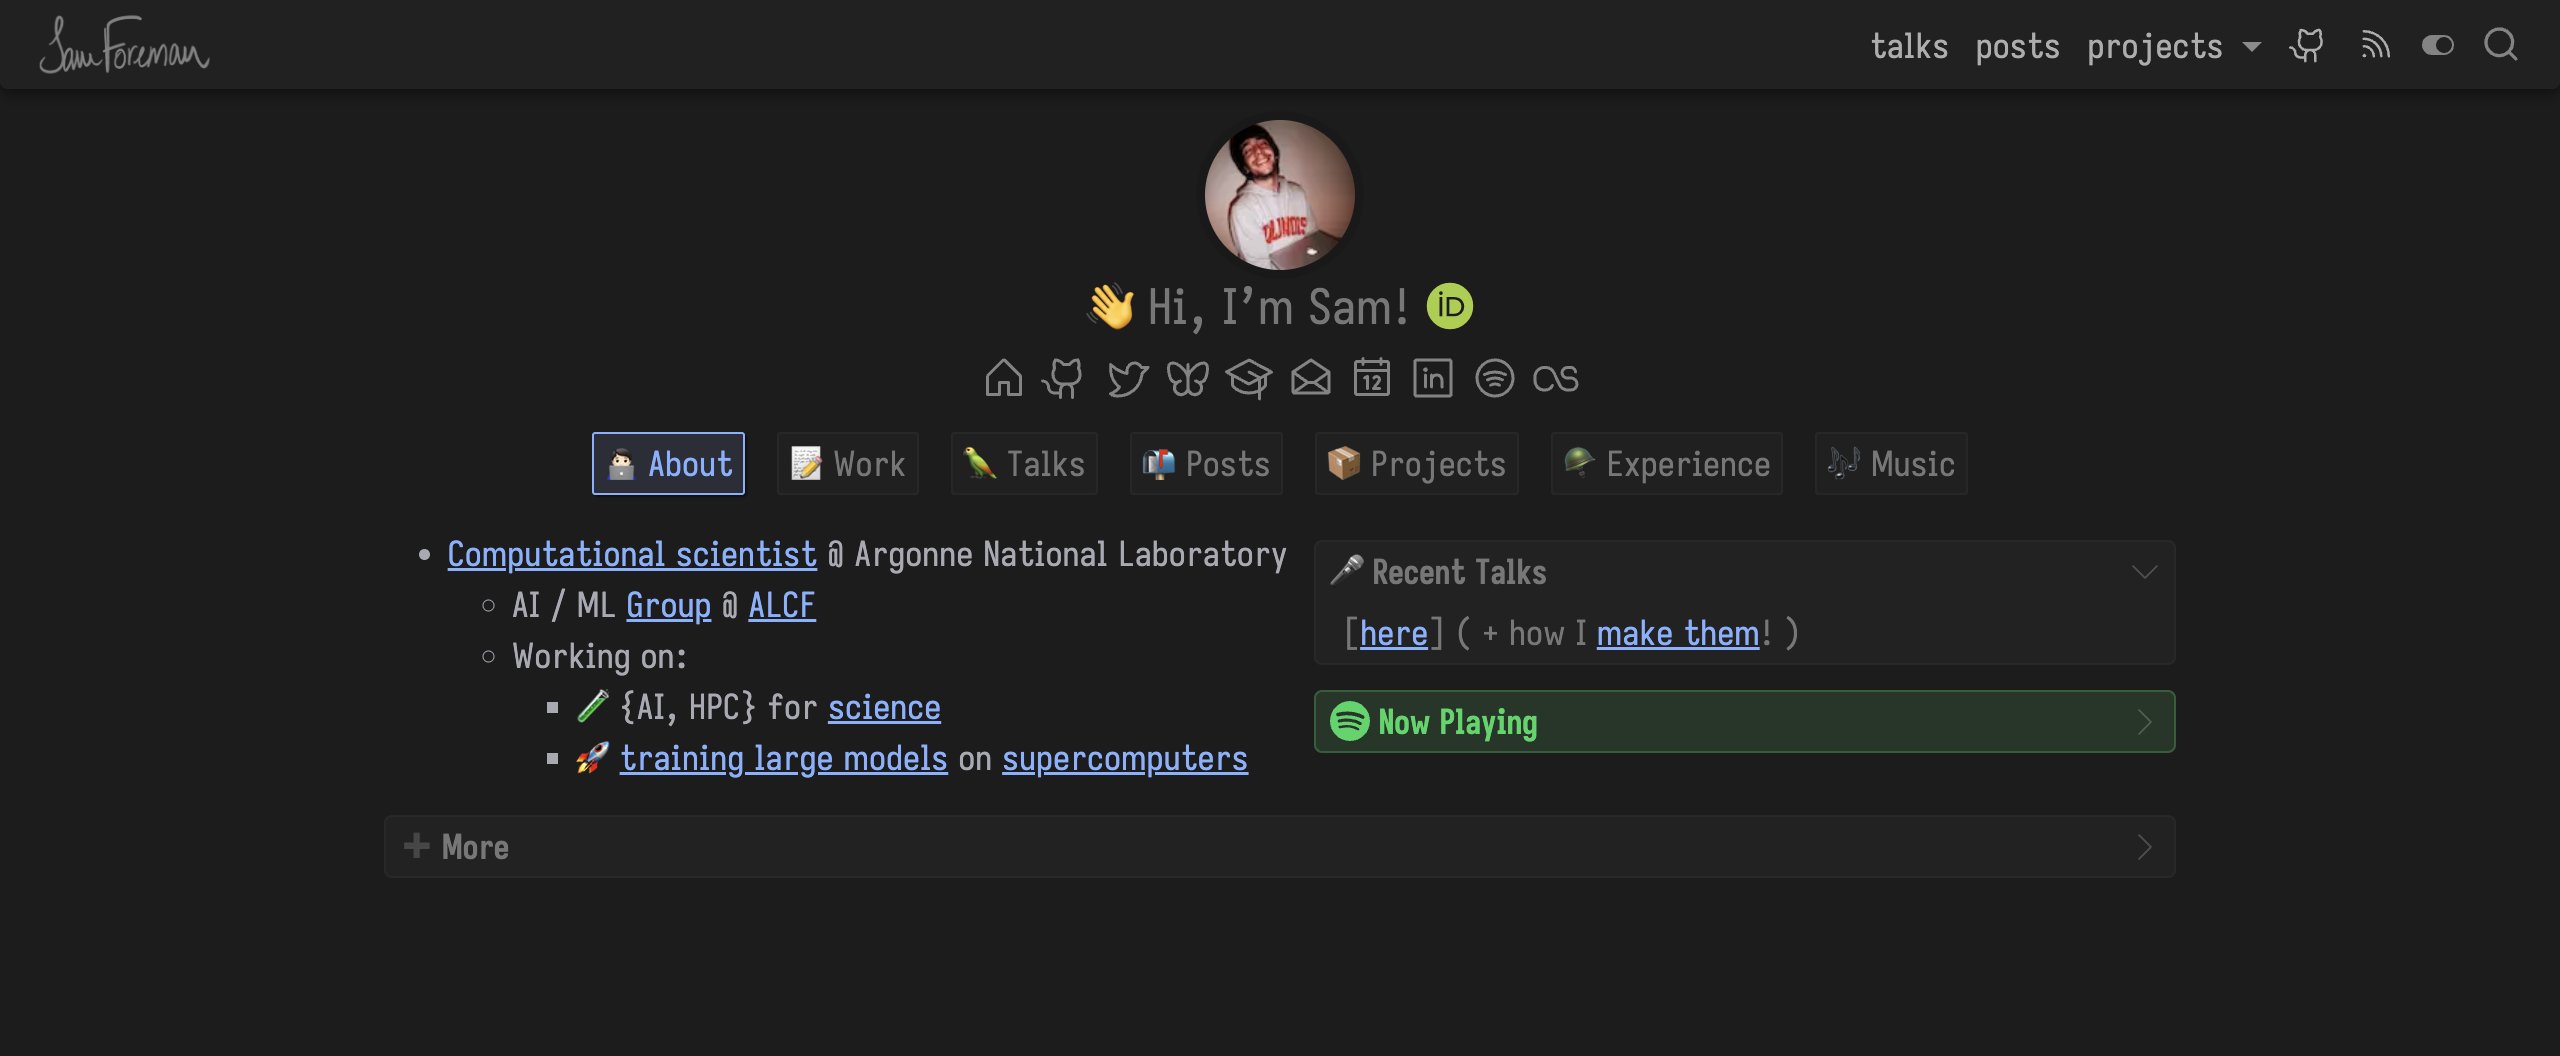 Sam Foreman
talks posts projects
ILLINOIS
👋 Hi, I'm Sam! iD
12 in
🧑🏻‍💻 About 📝 Work 🦜 Talks 📬 Posts 📦 Projects 🪖 Experience 🎶 Music
• Computational scientist @ Argonne National Laboratory
○ AI / ML Group @ ALCF
○ Working on:
▪ 🧪 {AI, HPC} for science
▪ 🚀 training large models on supercomputers
🎤 Recent Talks
[here] ( + how I make them! )
Now Playing
➕ More